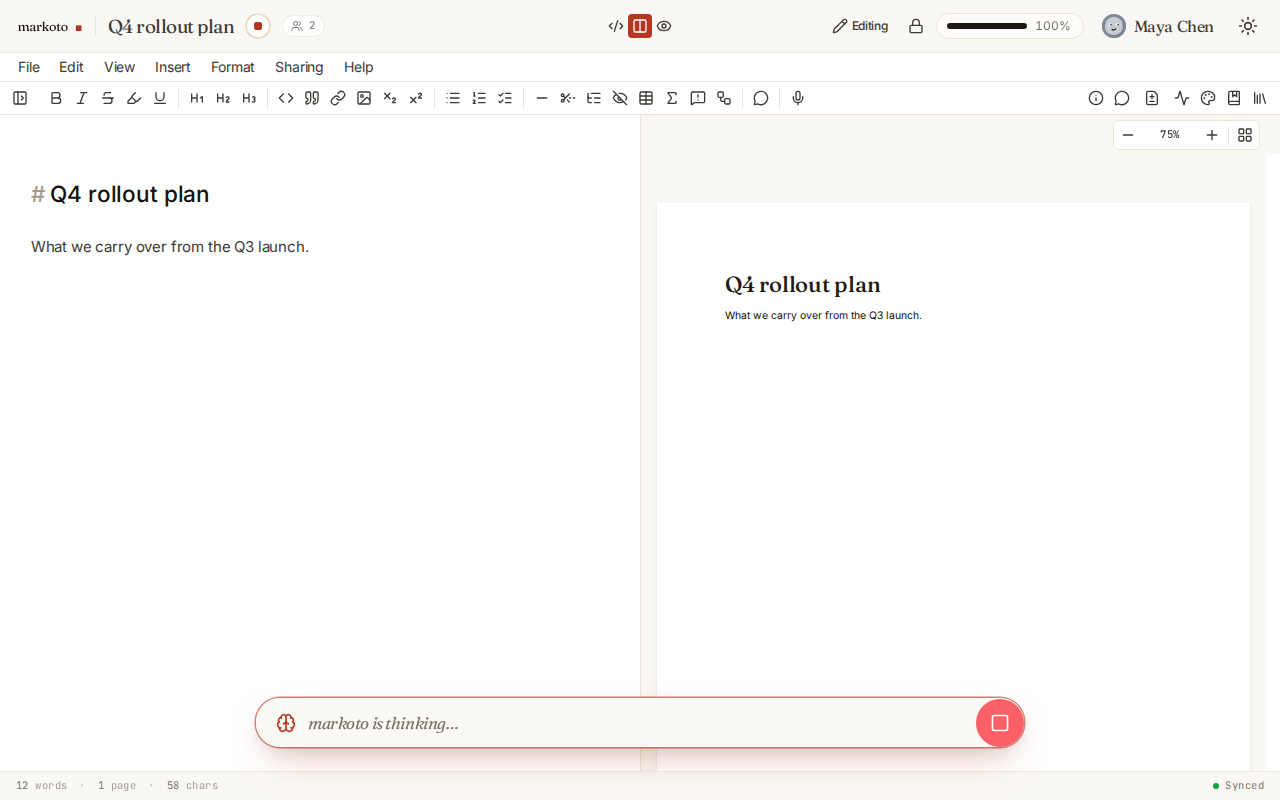 markoto
Q4 rollout plan
2
Editing
100%
Maya Chen
File Edit View Insert Format Sharing Help
H1 H2 H3
75%
# Q4 rollout plan
What we carry over from the Q3 launch.
Q4 rollout plan
What we carry over from the Q3 launch.
markoto is thinking...
12 words · 1 page · 58 chars
Synced